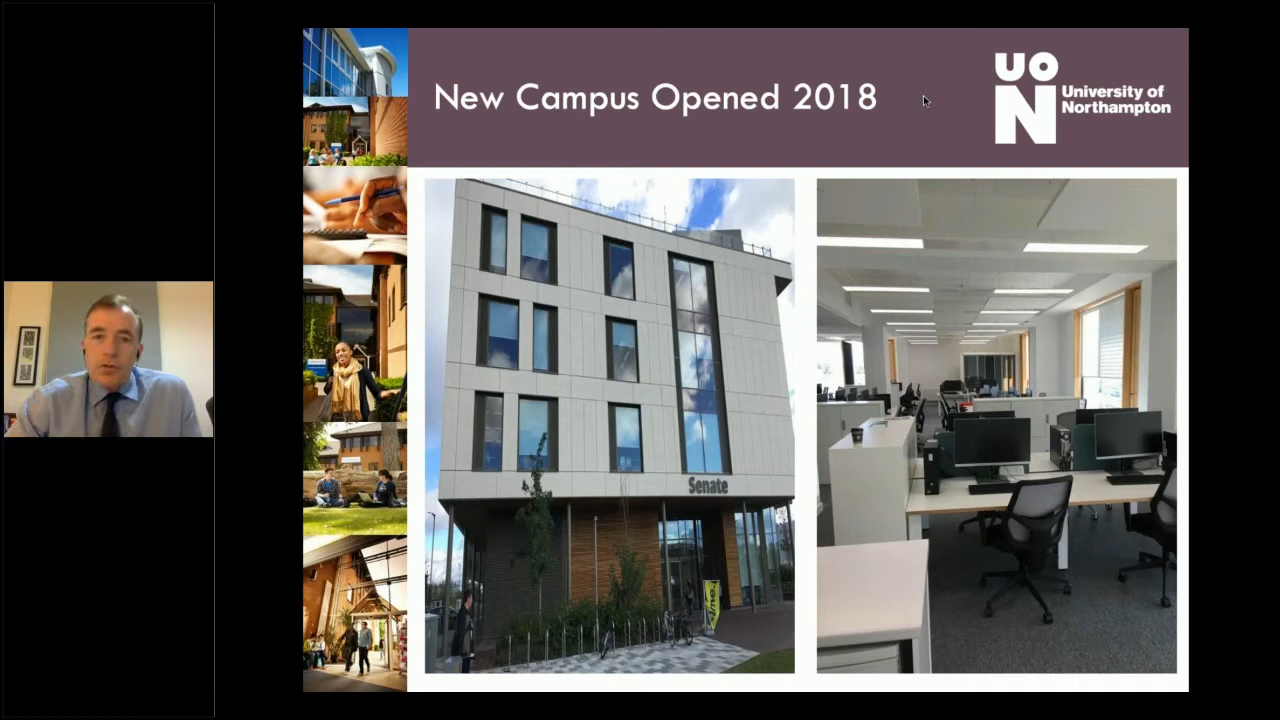 New Campus Opened 2018
UON
University of
Northampton
Senate